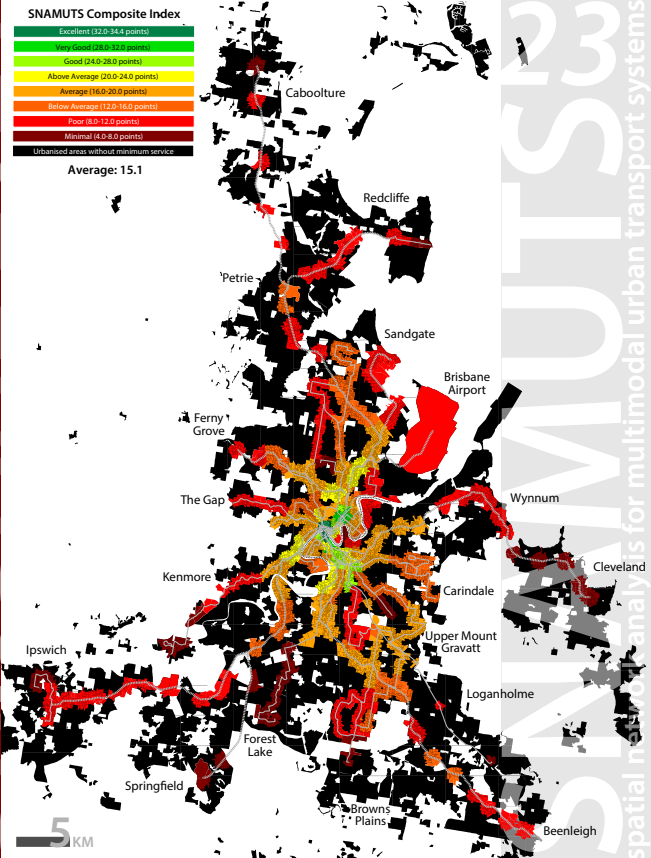 SNAMUTS Composite Index
Excellent (32.0-34.4 points)
Very Good (28.0-32.0 points)
Good (24.0-28.0 points)
Above Average (20.0-24.0 points)
Average (16.0-20.0 points)
Below Average (12.0-16.0 points)
Poor (8.0-12.0 points)
Minimal (4.0-8.0 points)
Urbanised areas without minimum service
Average: 15.1
Caboolture
Redcliffe
Petrie
Sandgate
Brisbane
Airport
Ferny
Grove
The Gap
Wynnum
Cleveland
Kenmore
Carindale
Upper Mount
Gravatt
Ipswich
Loganholme
Forest
Lake
Springfield
Browns
Plains
Beenleigh
5 KM
SNAMUTS 23
spatial network analysis for multimodal urban transport systems